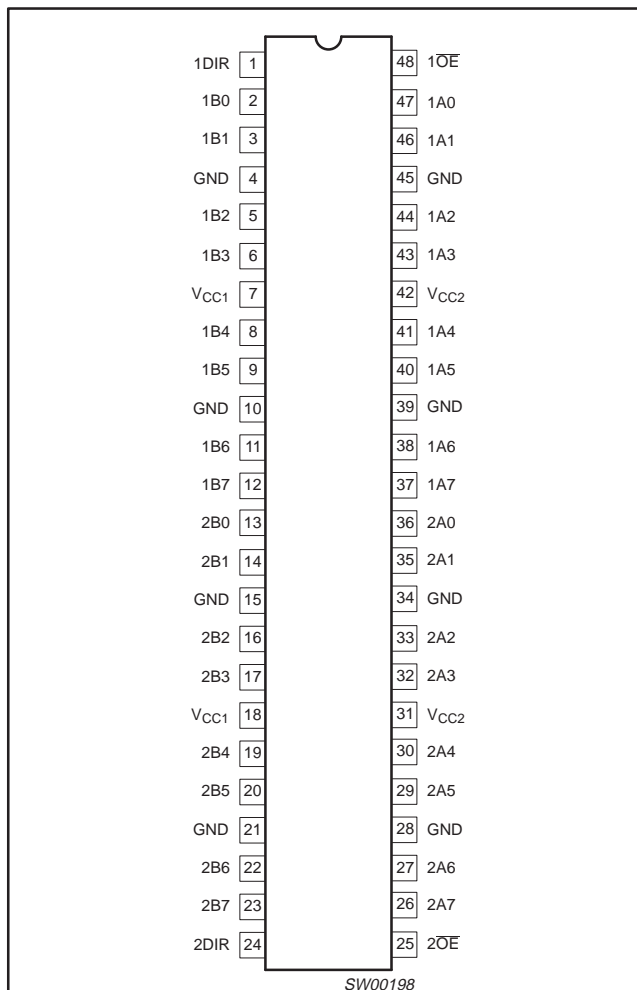 1DIR 1 48 1O̅E̅
1B0 2 47 1A0
1B1 3 46 1A1
GND 4 45 GND
1B2 5 44 1A2
1B3 6 43 1A3
VCC1 7 42 VCC2
1B4 8 41 1A4
1B5 9 40 1A5
GND 10 39 GND
1B6 11 38 1A6
1B7 12 37 1A7
2B0 13 36 2A0
2B1 14 35 2A1
GND 15 34 GND
2B2 16 33 2A2
2B3 17 32 2A3
VCC1 18 31 VCC2
2B4 19 30 2A4
2B5 20 29 2A5
GND 21 28 GND
2B6 22 27 2A6
2B7 23 26 2A7
2DIR 24 25 2O̅E̅
SW00198